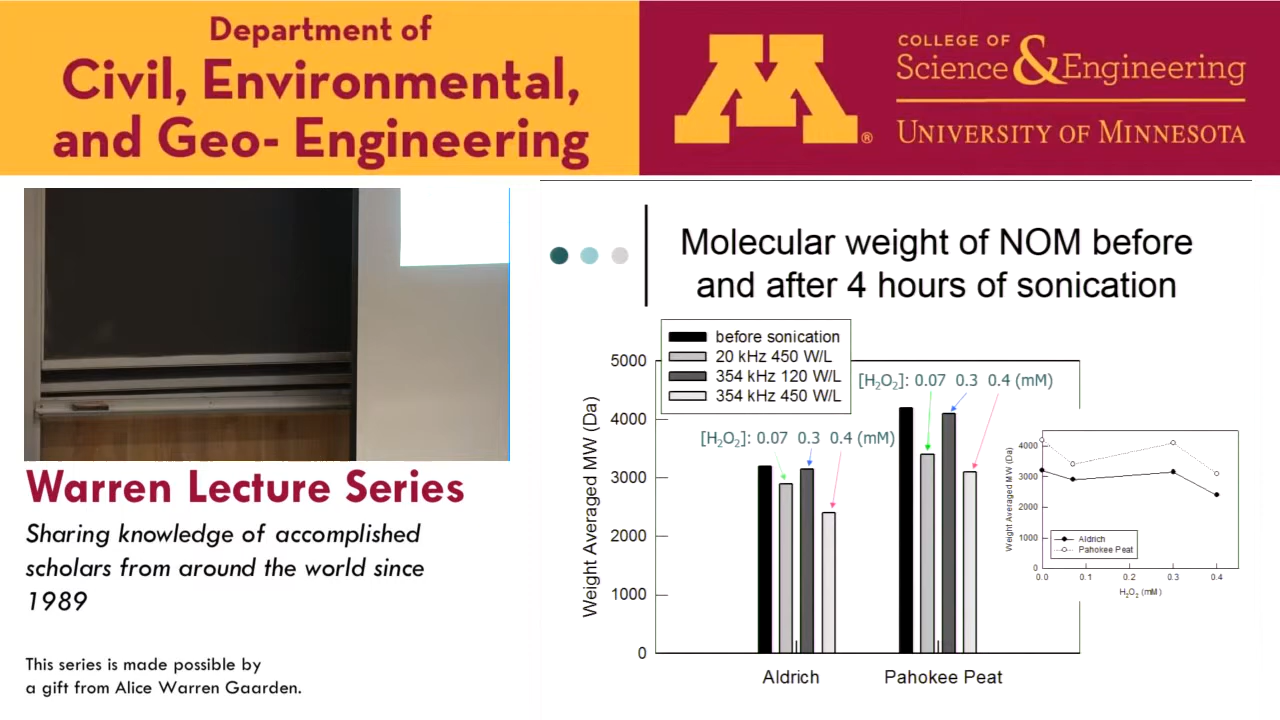 Department of
Civil, Environmental,
and Geo- Engineering
M®
COLLEGE OF
Science & Engineering
UNIVERSITY OF MINNESOTA
Warren Lecture Series
Sharing knowledge of accomplished
scholars from around the world since
1989
This series is made possible by
a gift from Alice Warren Gaarden.
Molecular weight of NOM before
and after 4 hours of sonication
before sonication
20 kHz 450 W/L
354 kHz 120 W/L
354 kHz 450 W/L
Weight Averaged MW (Da)
5000
4000
3000
2000
1000
0
[H₂O₂]: 0.07 0.3 0.4 (mM)
[H₂O₂]: 0.07 0.3 0.4 (mM)
Aldrich
Pahokee Peat
Weight Averaged MW (Da)
4000
3000
2000
1000
0
Aldrich
Pahokee Peat
0.0 0.1 0.2 0.3 0.4
H₂O₂ (mM)